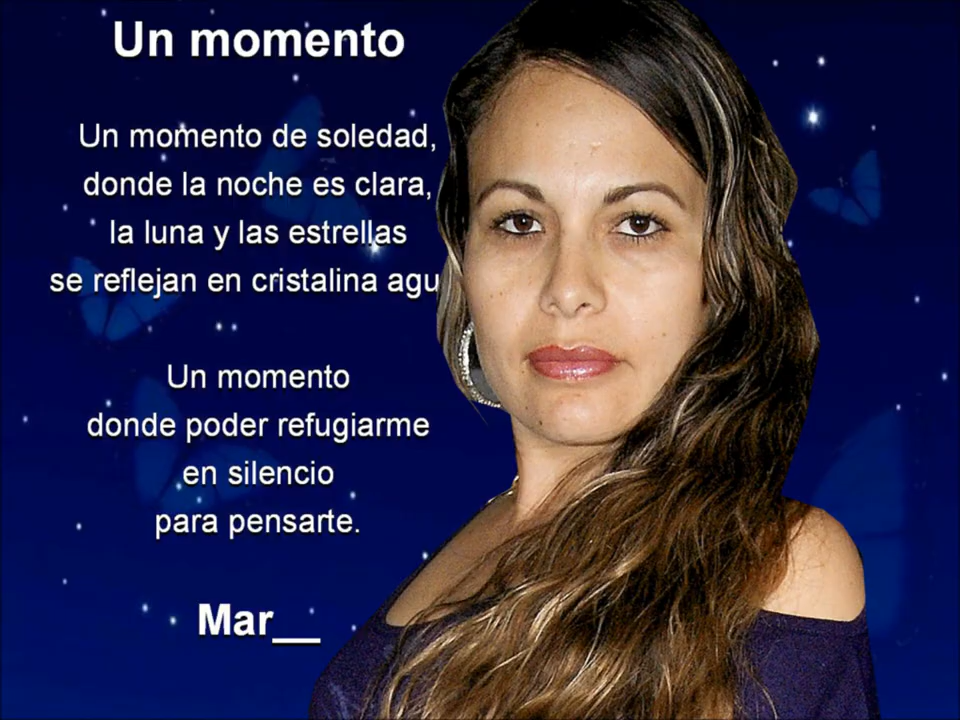 Un momento
Un momento de soledad,
donde la noche es clara,
la luna y las estrellas
se reflejan en cristalina agu
Un momento
donde poder refugiarme
en silencio
para pensarte.
Mar__